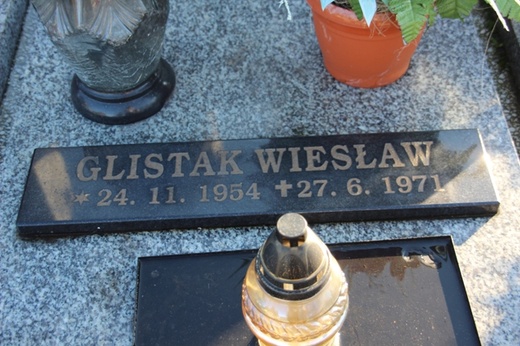 GLISTAK WIESŁAW
* 24. 11. 1954 ✝ 27. 6. 1971